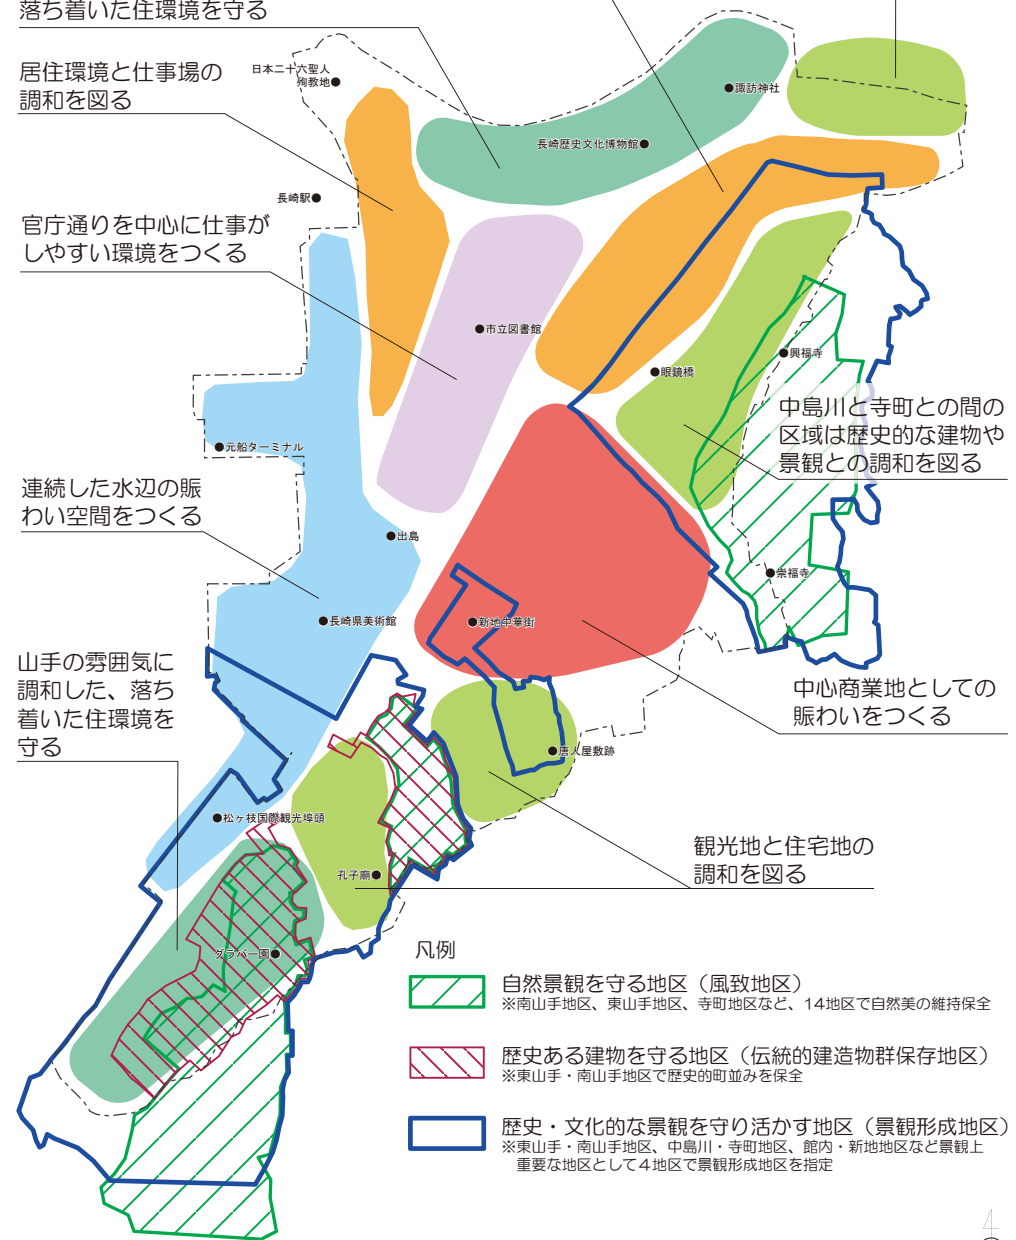 落ち着いた住環境を守る
居住環境と仕事場の
調和を図る
日本二十六聖人
殉教地
諏訪神社
長崎歴史文化博物館
長崎駅
官庁通りを中心に仕事が
しやすい環境をつくる
市立図書館
興福寺
眼鏡橋
中島川と寺町との間の
区域は歴史的な建物や
景観との調和を図る
元船ターミナル
連続した水辺の賑
わい空間をつくる
出島
崇福寺
長崎県美術館
新地中華街
山手の雰囲気に
調和した、落ち
着いた住環境を
守る
中心商業地としての
賑わいをつくる
唐人屋敷跡
松ヶ枝国際観光埠頭
観光地と住宅地の
調和を図る
孔子廟
グラバー園
凡例
自然景観を守る地区（風致地区）
※南山手地区、東山手地区、寺町地区など、14地区で自然美の維持保全
歴史ある建物を守る地区（伝統的建造物群保存地区）
※東山手・南山手地区で歴史的町並みを保全
歴史・文化的な景観を守り活かす地区（景観形成地区）
※東山手・南山手地区、中島川・寺町地区、館内・新地地区など景観上
重要な地区として４地区で景観形成地区を指定